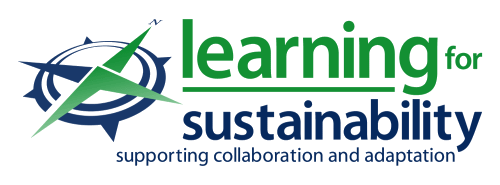 N
learning for
sustainability
supporting collaboration and adaptation